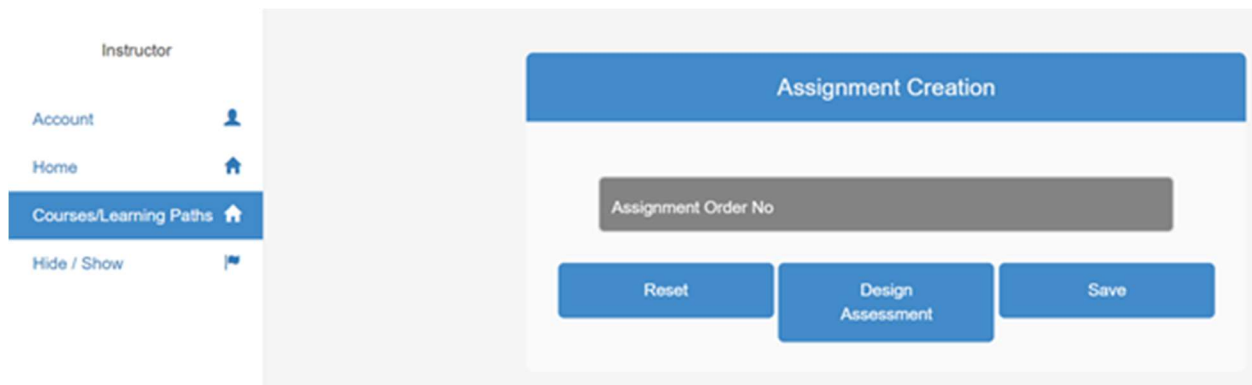 Instructor
Account
Home
Courses/Learning Paths
Hide / Show
Assignment Creation
Assignment Order No
Reset
Design
Assessment
Save